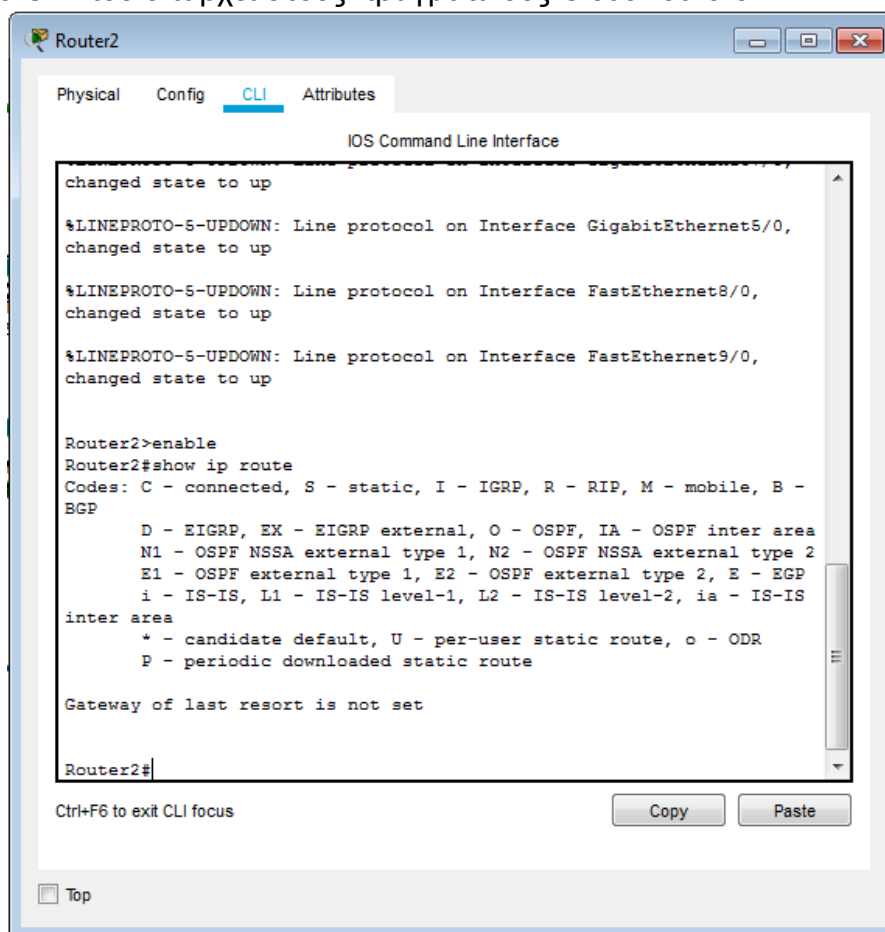 Router2
Physical Config CLI Attributes
IOS Command Line Interface
changed state to up
%LINEPROTO-5-UPDOWN: Line protocol on Interface GigabitEthernet5/0,
changed state to up
%LINEPROTO-5-UPDOWN: Line protocol on Interface FastEthernet8/0,
changed state to up
%LINEPROTO-5-UPDOWN: Line protocol on Interface FastEthernet9/0,
changed state to up
Router2>enable
Router2#show ip route
Codes: C - connected, S - static, I - IGRP, R - RIP, M - mobile, B -
BGP
D - EIGRP, EX - EIGRP external, O - OSPF, IA - OSPF inter area
N1 - OSPF NSSA external type 1, N2 - OSPF NSSA external type 2
E1 - OSPF external type 1, E2 - OSPF external type 2, E - EGP
i - IS-IS, L1 - IS-IS level-1, L2 - IS-IS level-2, ia - IS-IS
inter area
* - candidate default, U - per-user static route, o - ODR
P - periodic downloaded static route
Gateway of last resort is not set
Router2#
Ctrl+F6 to exit CLI focus
Copy Paste
Top